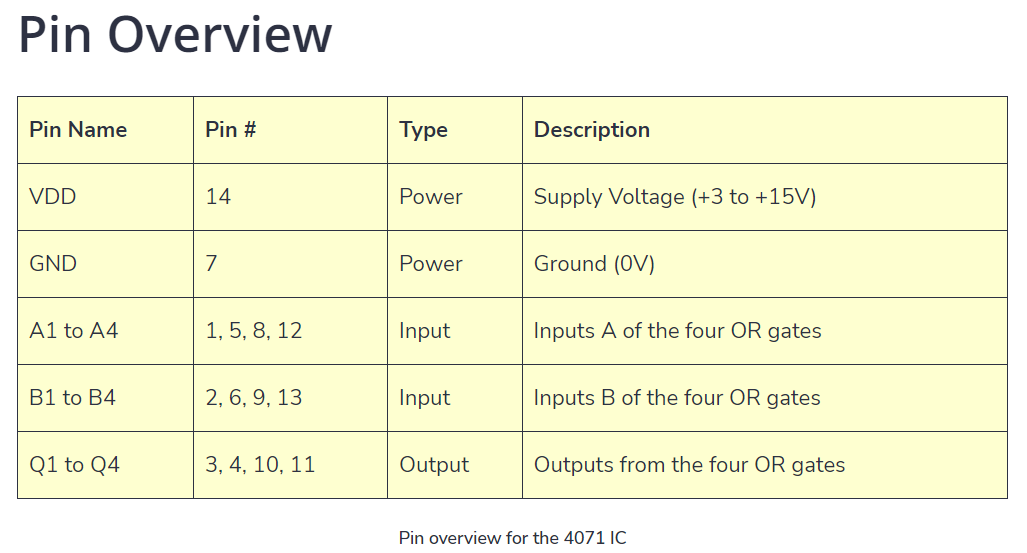 Pin Overview
Pin Name Pin # Type Description
VDD 14 Power Supply Voltage (+3 to +15V)
GND 7 Power Ground (0V)
A1 to A4 1, 5, 8, 12 Input Inputs A of the four OR gates
B1 to B4 2, 6, 9, 13 Input Inputs B of the four OR gates
Q1 to Q4 3, 4, 10, 11 Output Outputs from the four OR gates
Pin overview for the 4071 IC